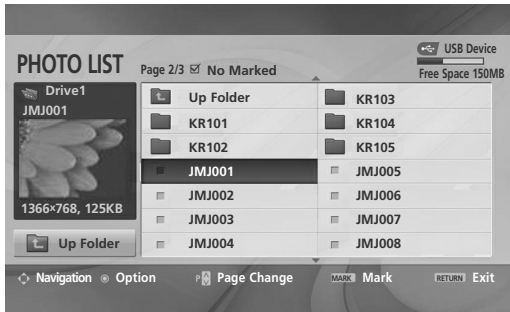 USB Device
PHOTO LIST
Page 2/3 No Marked
Free Space 150MB
Drive1
JMJ001
1366×768, 125KB
Up Folder
Up Folder
KR101
KR102
JMJ001
JMJ002
JMJ003
JMJ004
KR103
KR104
KR105
JMJ005
JMJ006
JMJ007
JMJ008
Navigation Option P Page Change MARK Mark RETURN Exit